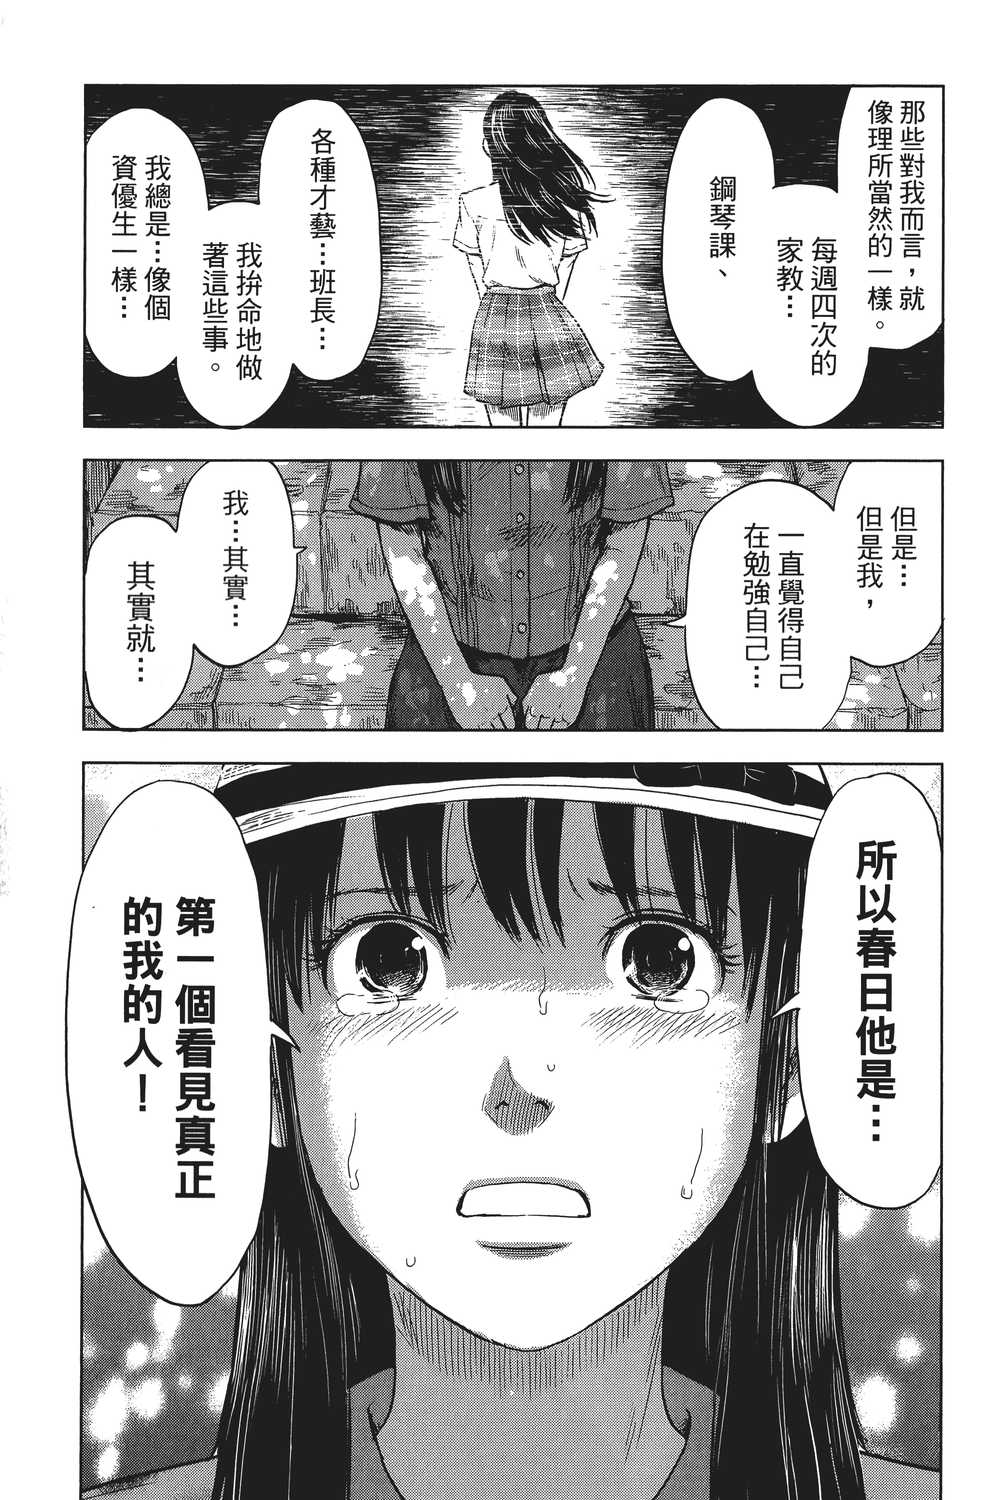 那些對我而言，就
像理所當然的一樣。
每週四次的
家教…
鋼琴課、
各種才藝…班長…
我拚命地做
著這些事。
我總是…像個
資優生一樣…
但是…
但是我，
一直覺得自己
在勉強自己…
我…其實…
其實就…
所以春日他是…
第一個看見真正
的我的人！